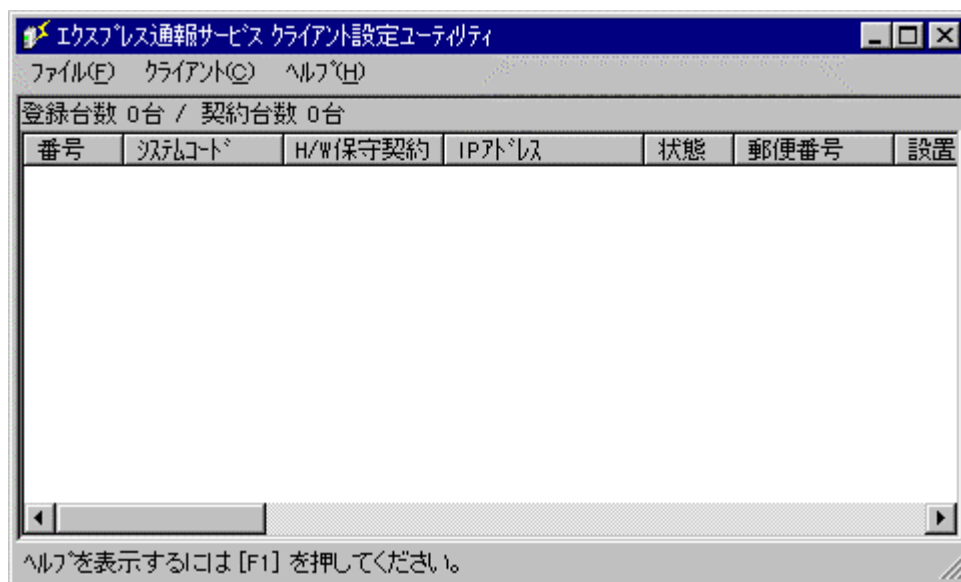 エクスプレス通報サービス クライアント設定ユーティリティ
ファイル(F) クライアント(C) ヘルプ(H)
登録台数 0台 / 契約台数 0台
番号 システムコード H/W保守契約 IPアドレス 状態 郵便番号 設置
ヘルプを表示するには [F1] を押してください。